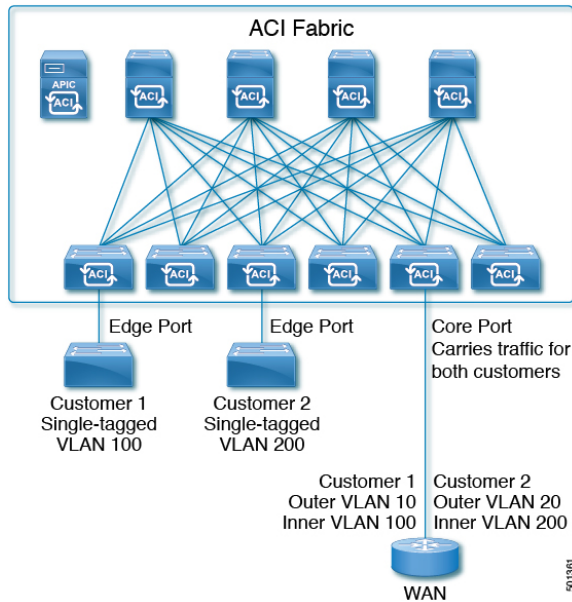 ACI Fabric
APIC
ACI
ACI
ACI
ACI
ACI
ACI
ACI
ACI
ACI
ACI
ACI
Edge Port
Edge Port
Core Port
Carries traffic for
both customers
Customer 1
Single-tagged
VLAN 100
Customer 2
Single-tagged
VLAN 200
Customer 1
Outer VLAN 10
Inner VLAN 100
Customer 2
Outer VLAN 20
Inner VLAN 200
WAN
501361